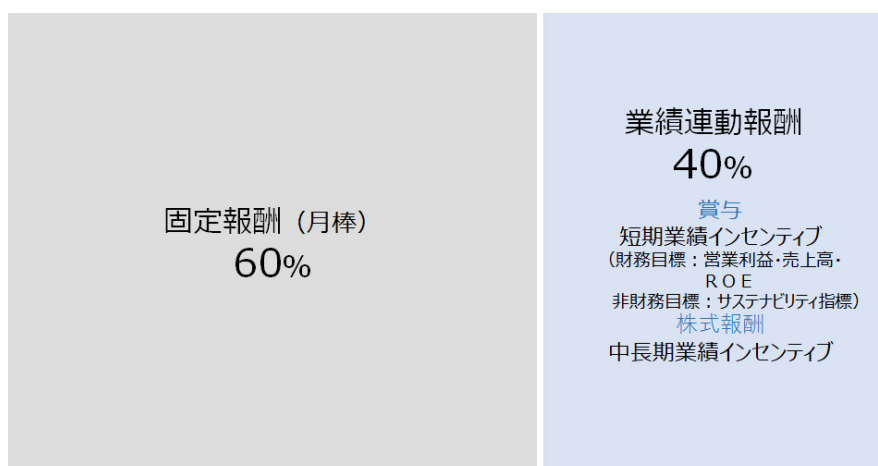 固定報酬（月棒）
60%
業績連動報酬
40%
賞与
短期業績インセンティブ
（財務目標：営業利益・売上高・
ＲＯＥ
非財務目標：サステナビリティ指標）
株式報酬
中長期業績インセンティブ